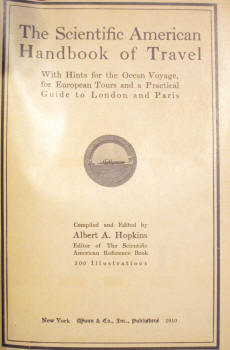 The Scientific American
Handbook of Travel
With Hints for the Ocean Voyage,
for European Tours and a Practical
Guide to London and Paris
Compiled and Edited by
Albert A. Hopkins
Editor of The Scientific
American Reference Book
500 Illustrations
New York Munn & Co., Inc., Publishers 1910